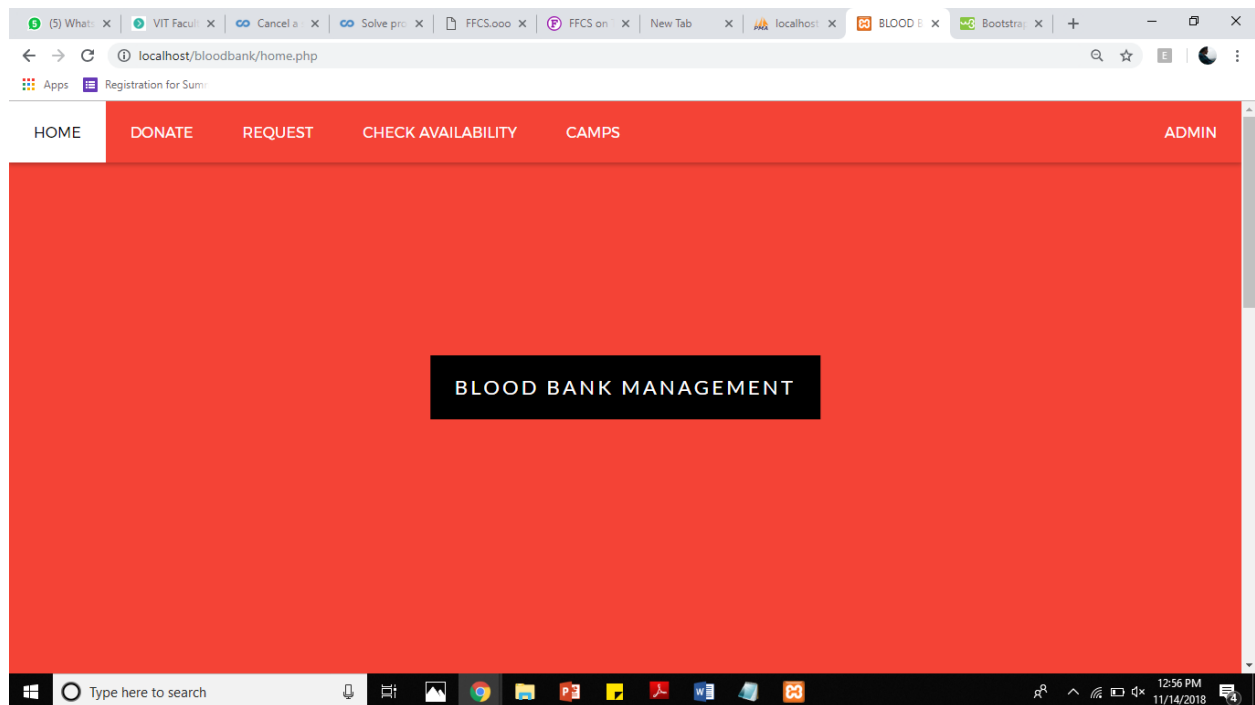 (5) Whats
VIT Facult
Cancel a
Solve pro
FFCS.ooo
FFCS on
New Tab
localhost
BLOOD B
Bootstrap
localhost/bloodbank/home.php
Apps
Registration for Sum
HOME
DONATE
REQUEST
CHECK AVAILABILITY
CAMPS
ADMIN
BLOOD BANK MANAGEMENT
Type here to search
12:56 PM
11/14/2018
4